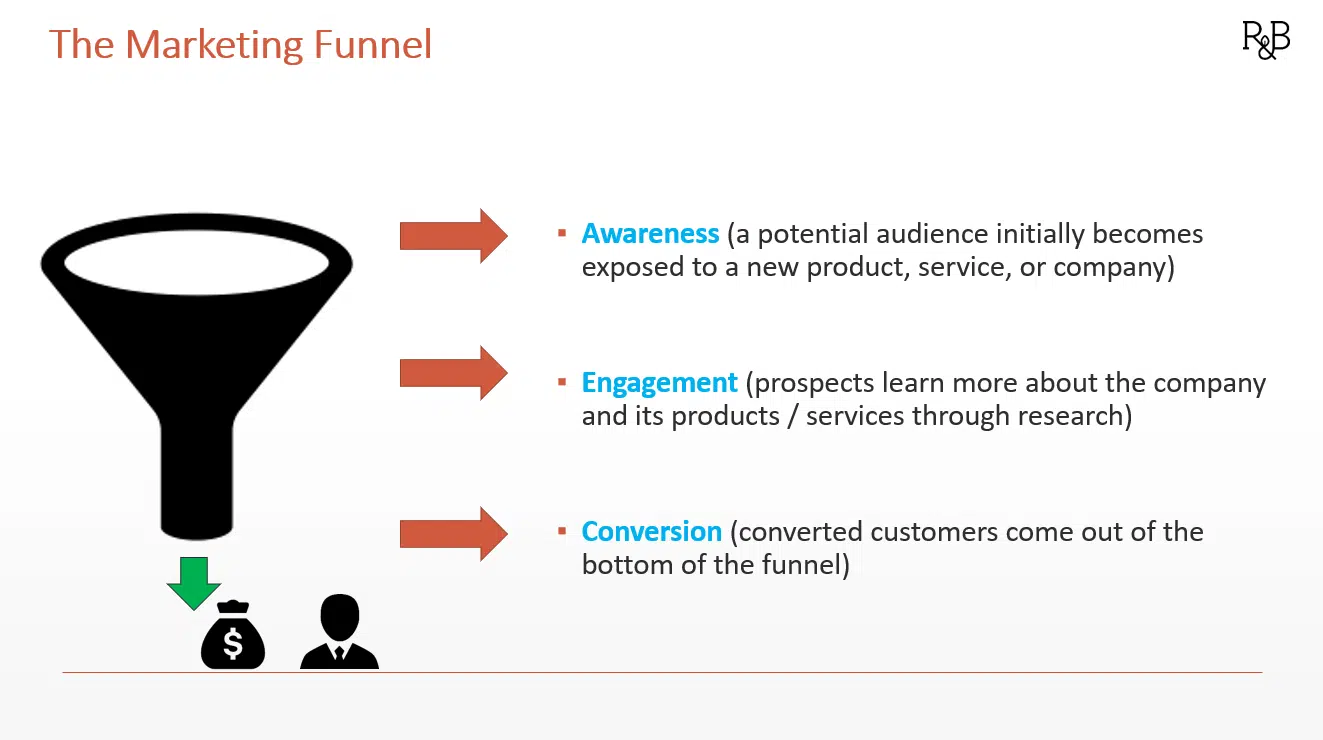 The Marketing Funnel
R&B
▪ Awareness (a potential audience initially becomes
exposed to a new product, service, or company)
▪ Engagement (prospects learn more about the company
and its products / services through research)
▪ Conversion (converted customers come out of the
bottom of the funnel)
$